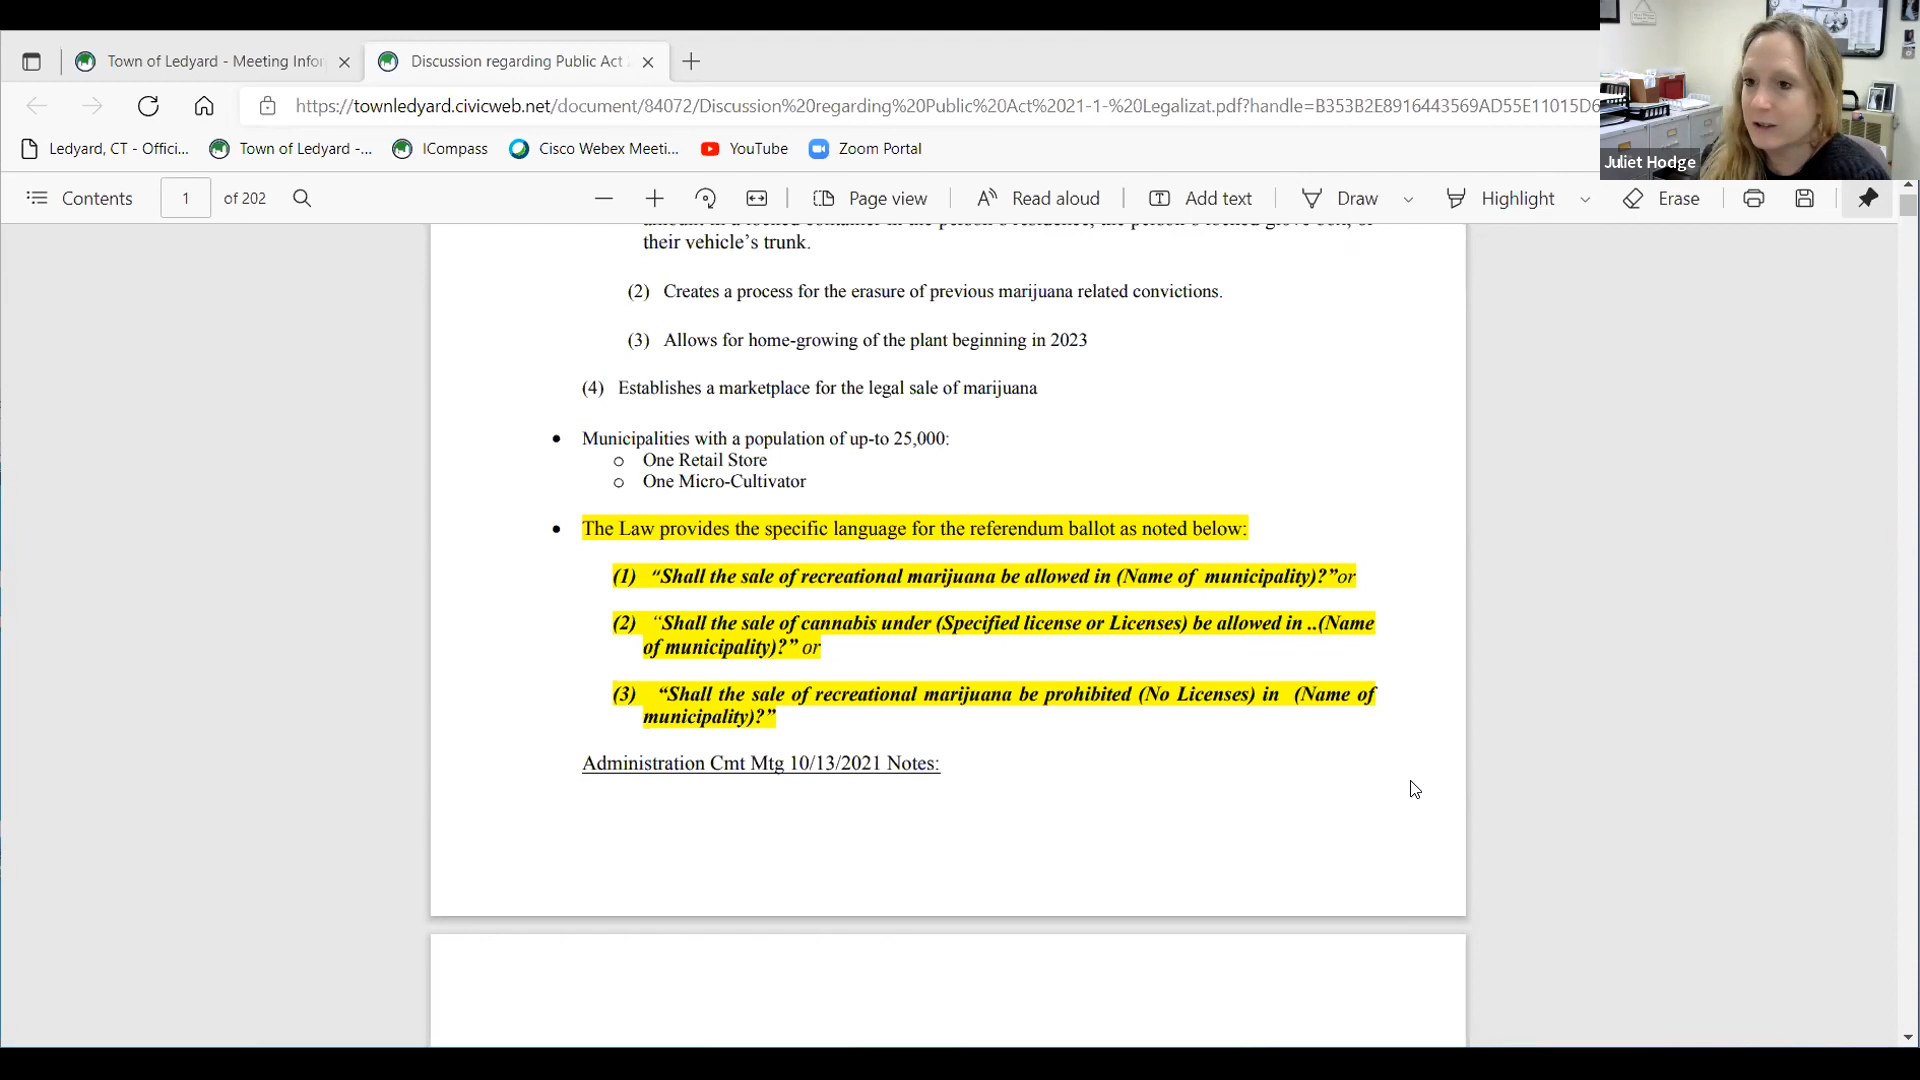 Town of Ledyard - Meeting Infor
Discussion regarding Public Act
https://townledyard.civicweb.net/document/84072/Discussion%20regarding%20Public%20Act%2021-1-%20Legalizat.pdf?handle=B353B2E8916443569AD55E11015D6
Ledyard, CT - Offici...
Town of Ledyard -...
ICompass
Cisco Webex Meeti...
YouTube
Zoom Portal
Juliet Hodge
Contents
1
of 202
Page view
Read aloud
Add text
Draw
Highlight
Erase
their vehicle's trunk.
(2) Creates a process for the erasure of previous marijuana related convictions.
(3) Allows for home-growing of the plant beginning in 2023
(4) Establishes a marketplace for the legal sale of marijuana
• Municipalities with a population of up-to 25,000:
o One Retail Store
o One Micro-Cultivator
• The Law provides the specific language for the referendum ballot as noted below:
(1) “Shall the sale of recreational marijuana be allowed in (Name of municipality)?”or
(2) “Shall the sale of cannabis under (Specified license or Licenses) be allowed in ..(Name
of municipality)?” or
(3) “Shall the sale of recreational marijuana be prohibited (No Licenses) in (Name of
municipality)?”
Administration Cmt Mtg 10/13/2021 Notes: